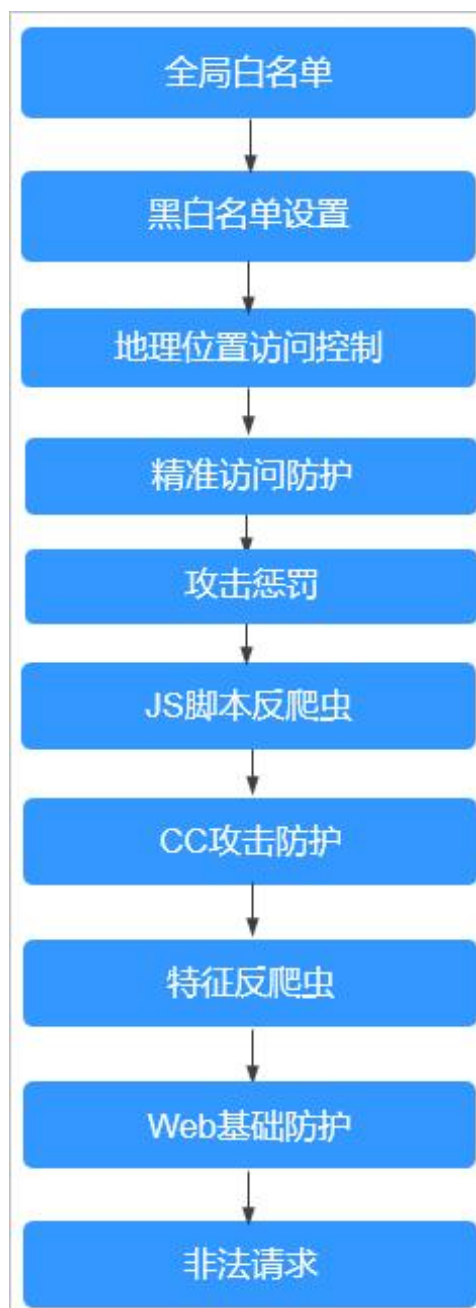 全局白名单
黑白名单设置
地理位置访问控制
精准访问防护
攻击惩罚
JS脚本反爬虫
CC攻击防护
特征反爬虫
Web基础防护
非法请求